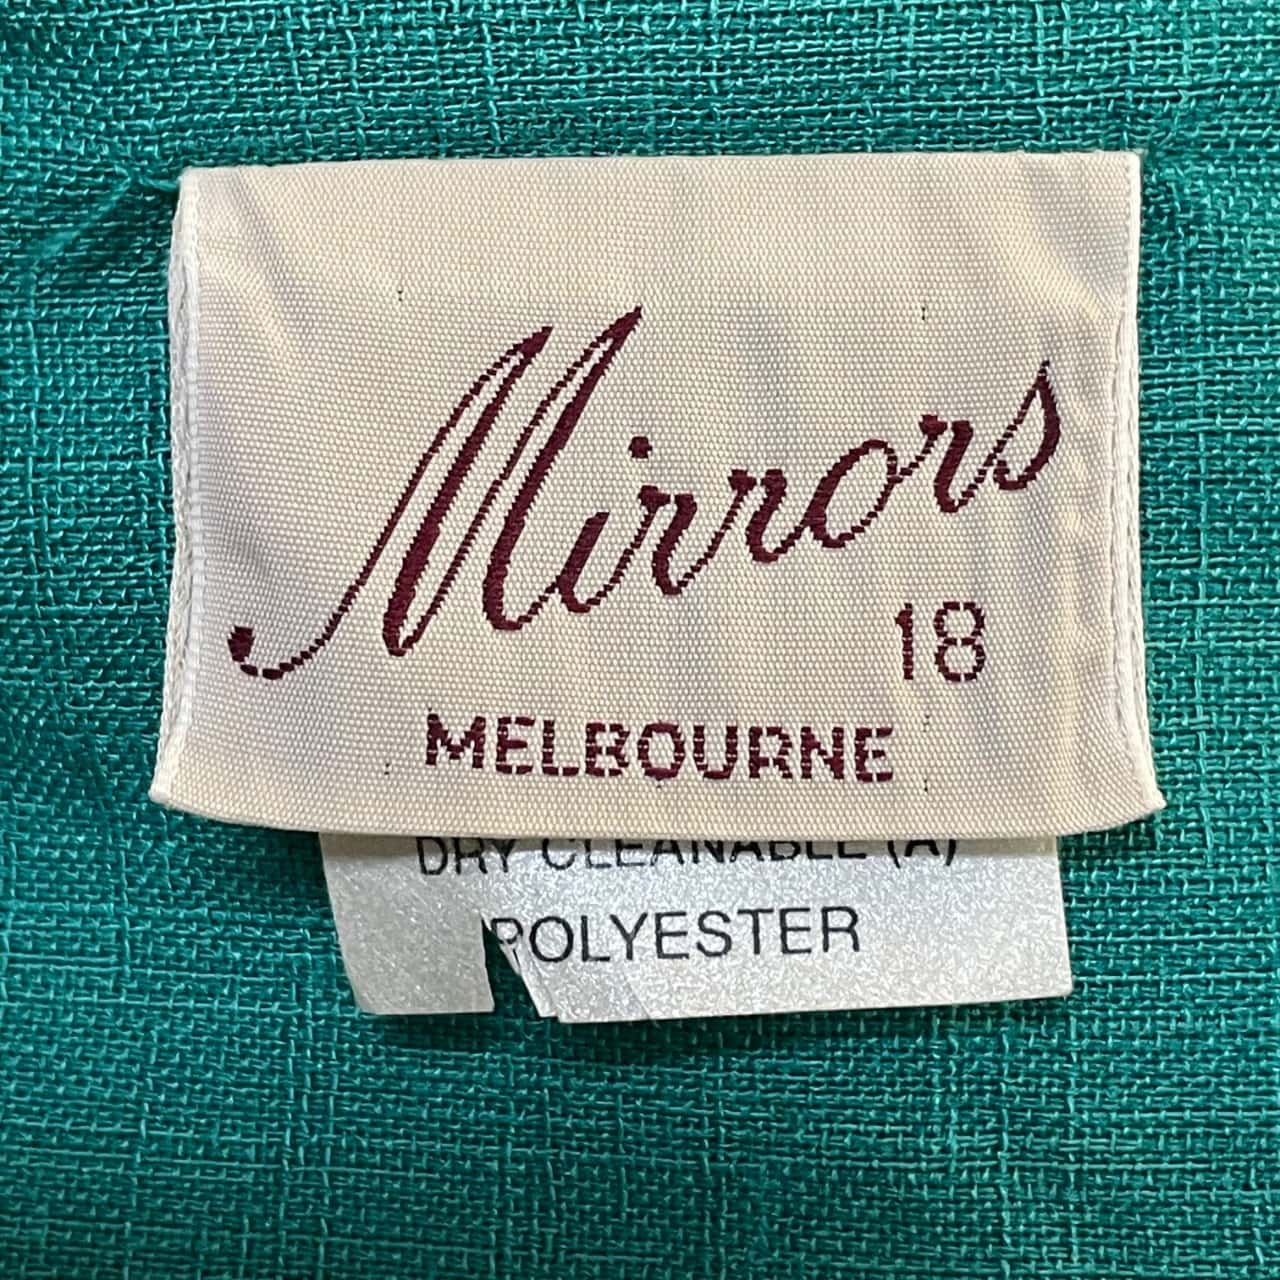 Mirrors
18
MELBOURNE
DRY CLEANABLE (A)
POLYESTER